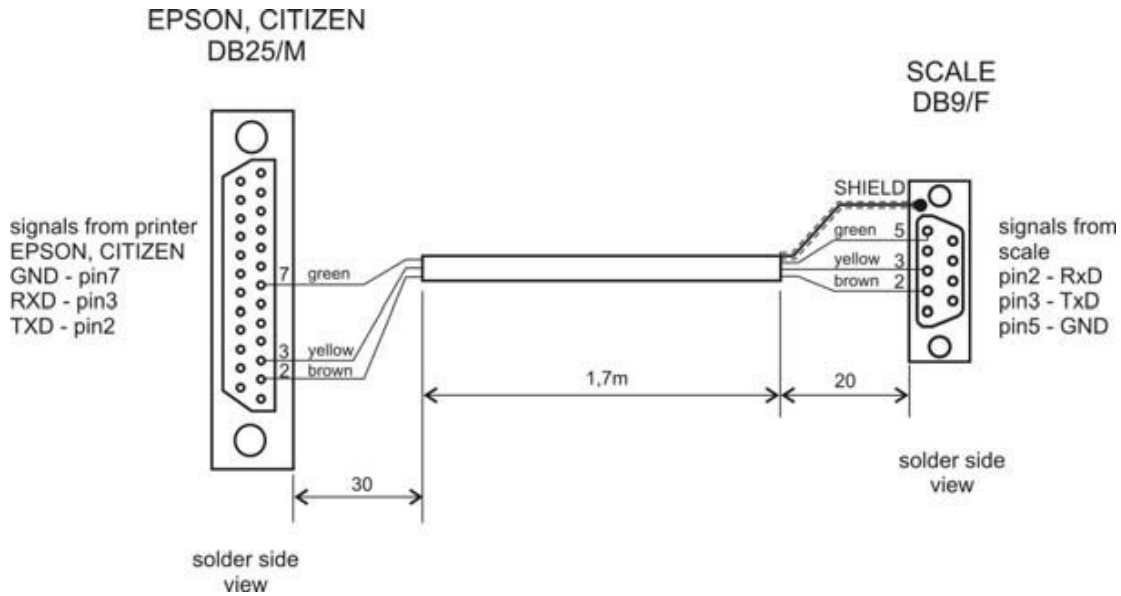 EPSON, CITIZEN
DB25/M
SCALE
DB9/F
signals from printer
EPSON, CITIZEN
GND - pin7
RXD - pin3
TXD - pin2
7 green
3 yellow
2 brown
SHIELD
green 5
yellow 3
brown 2
signals from
scale
pin2 - RxD
pin3 - TxD
pin5 - GND
1,7m
20
30
solder side
view
solder side
view